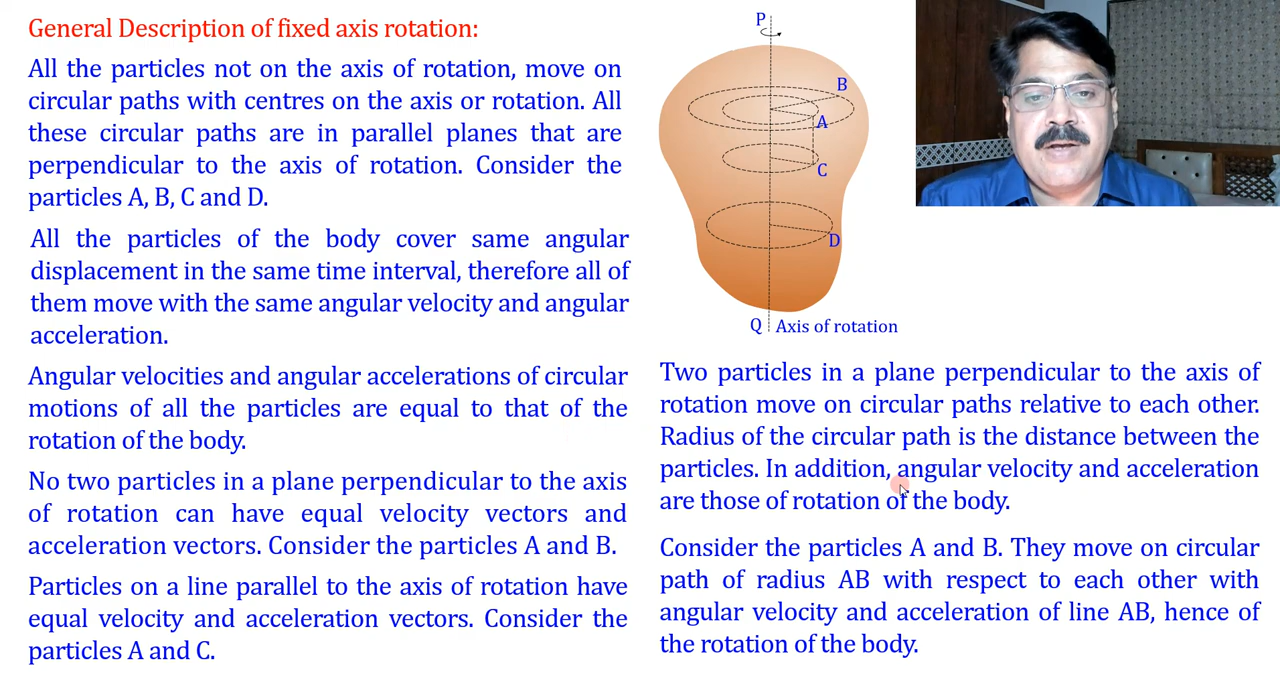 General Description of fixed axis rotation:
All the particles not on the axis of rotation, move on
circular paths with centres on the axis or rotation. All
these circular paths are in parallel planes that are
perpendicular to the axis of rotation. Consider the
particles A, B, C and D.
All the particles of the body cover same angular
displacement in the same time interval, therefore all of
them move with the same angular velocity and angular
acceleration.
Angular velocities and angular accelerations of circular
motions of all the particles are equal to that of the
rotation of the body.
No two particles in a plane perpendicular to the axis
of rotation can have equal velocity vectors and
acceleration vectors. Consider the particles A and B.
Particles on a line parallel to the axis of rotation have
equal velocity and acceleration vectors. Consider the
particles A and C.
P
B
A
C
D
Q
Axis of rotation
Two particles in a plane perpendicular to the axis of
rotation move on circular paths relative to each other.
Radius of the circular path is the distance between the
particles. In addition, angular velocity and acceleration
are those of rotation of the body.
Consider the particles A and B. They move on circular
path of radius AB with respect to each other with
angular velocity and acceleration of line AB, hence of
the rotation of the body.